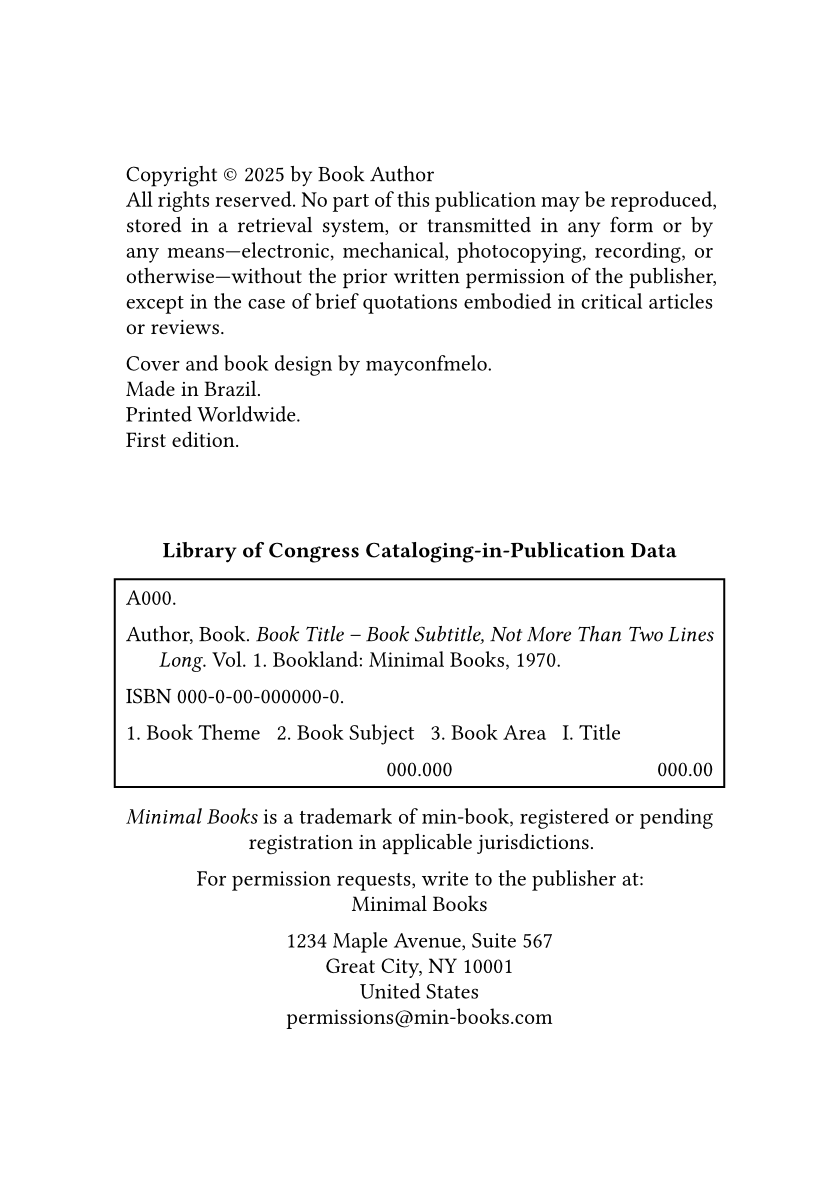 Copyright © 2025 by Book Author
All rights reserved. No part of this publication may be reproduced,
stored in a retrieval system, or transmitted in any form or by
any means—electronic, mechanical, photocopying, recording, or
otherwise—without the prior written permission of the publisher,
except in the case of brief quotations embodied in critical articles
or reviews.
Cover and book design by mayconfmelo.
Made in Brazil.
Printed Worldwide.
First edition.
Library of Congress Cataloging-in-Publication Data
A000.
Author, Book. Book Title – Book Subtitle, Not More Than Two Lines
Long. Vol. 1. Bookland: Minimal Books, 1970.
ISBN 000-0-00-000000-0.
1. Book Theme 2. Book Subject 3. Book Area I. Title
000.000 000.00
Minimal Books is a trademark of min-book, registered or pending
registration in applicable jurisdictions.
For permission requests, write to the publisher at:
Minimal Books
1234 Maple Avenue, Suite 567
Great City, NY 10001
United States
permissions@min-books.com